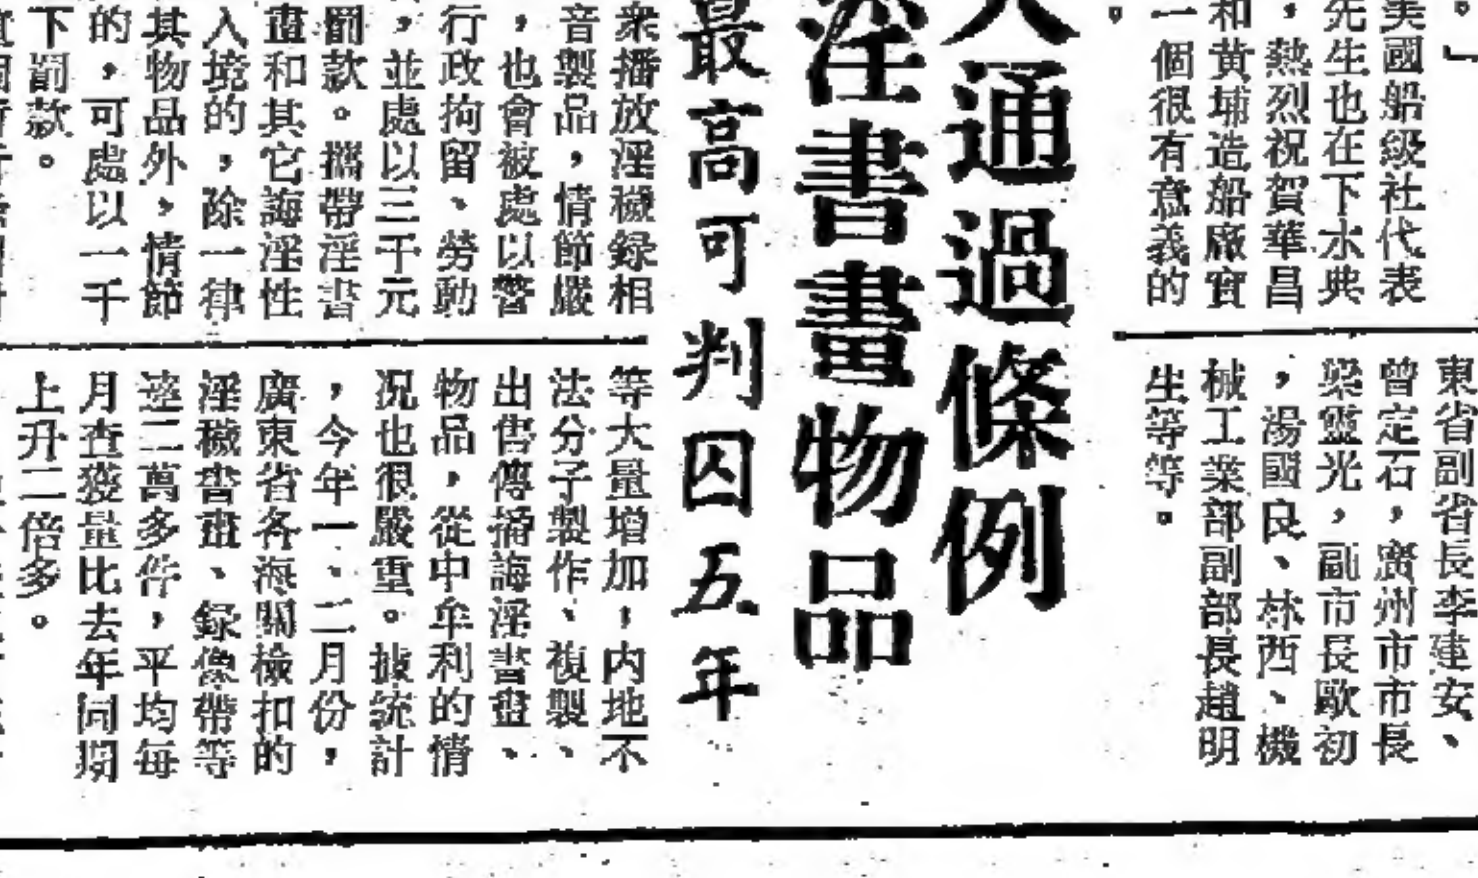 。」
美國船級社代表
先生也在下水典
，熱烈祝賀華昌
和黄埔造船廠實
一個很有意義的
。
東省副省長李建安、
曾定石，廣州市市長
梁靈光，副市長歐初
，湯國良、林西、機
械工業部副部長趙明
生等等。
人通過條例
淫書畫物品
最高可判囚五年
衆播放淫穢録相
音製品，情節嚴
，也會被處以警
行政拘留、勞動
，並處以三千元
罰款。攜帶淫書
畫和其它誨淫性
入境的，除一律
其物品外，情節
的，可處以一千
下罰款。
等大量增加，内地不
法分子製作、複製、
出售傳播誨淫書畫、
物品，從中牟利的情
况也很嚴重。據統計
，今年一、二月份，
廣東省各海關檢扣的
淫穢書畫、録像帶等
達二萬多件，平均每
月查獲量比去年同期
上升二倍多。